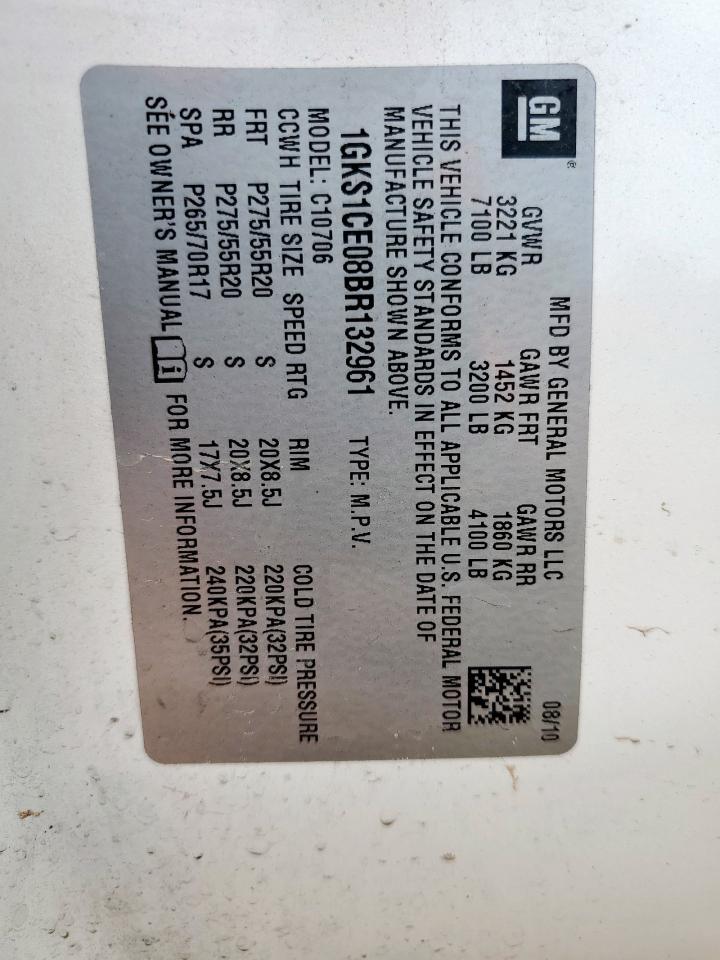 GM®
MFD BY GENERAL MOTORS LLC 08/10
GVWR GAWR FRT GAWR RR
3221 KG 1452 KG 1860 KG
7100 LB 3200 LB 4100 LB
THIS VEHICLE CONFORMS TO ALL APPLICABLE U.S. FEDERAL MOTOR
VEHICLE SAFETY STANDARDS IN EFFECT ON THE DATE OF
MANUFACTURE SHOWN ABOVE.
1GKS1CE08BR132961 TYPE: M.P.V.
MODEL: C10706
CCWH TIRE SIZE SPEED RTG RIM COLD TIRE PRESSURE
FRT P275/55R20 S 20X8.5J 220KPA(32PSI)
RR P275/55R20 S 20X8.5J 220KPA(32PSI)
SPA P265/70R17 S 17X7.5J 240KPA(35PSI)
SEE OWNER'S MANUAL i FOR MORE INFORMATION.